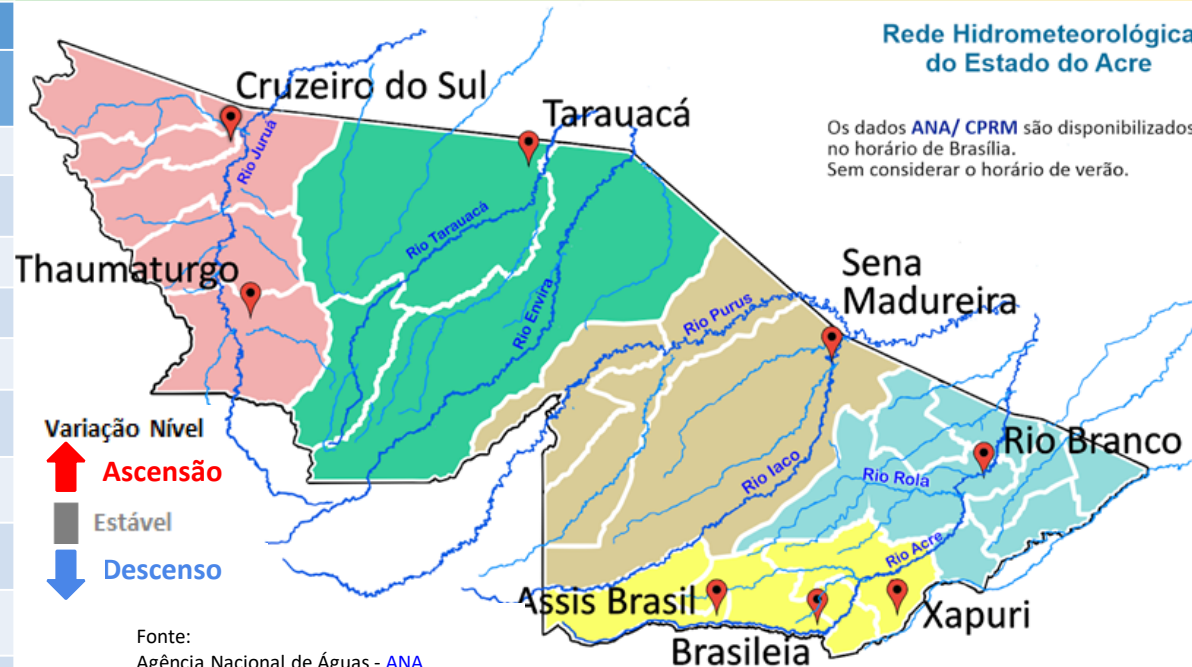 Rede Hidrometeorológica
do Estado do Acre
Os dados ANA/ CPRM são disponibilizados
no horário de Brasília.
Sem considerar o horário de verão.
Cruzeiro do Sul
Tarauacá
Rio Juruá
Rio Tarauacá
Thaumaturgo
Rio Envira
Sena
Madureira
Rio Purus
Variação Nível
Ascensão
Estável
Descenso
Rio Branco
Rio Iaco
Rio Rola
Rio Acre
Assis Brasil
Xapuri
Brasileia
Fonte:
Agência Nacional de Águas - ANA